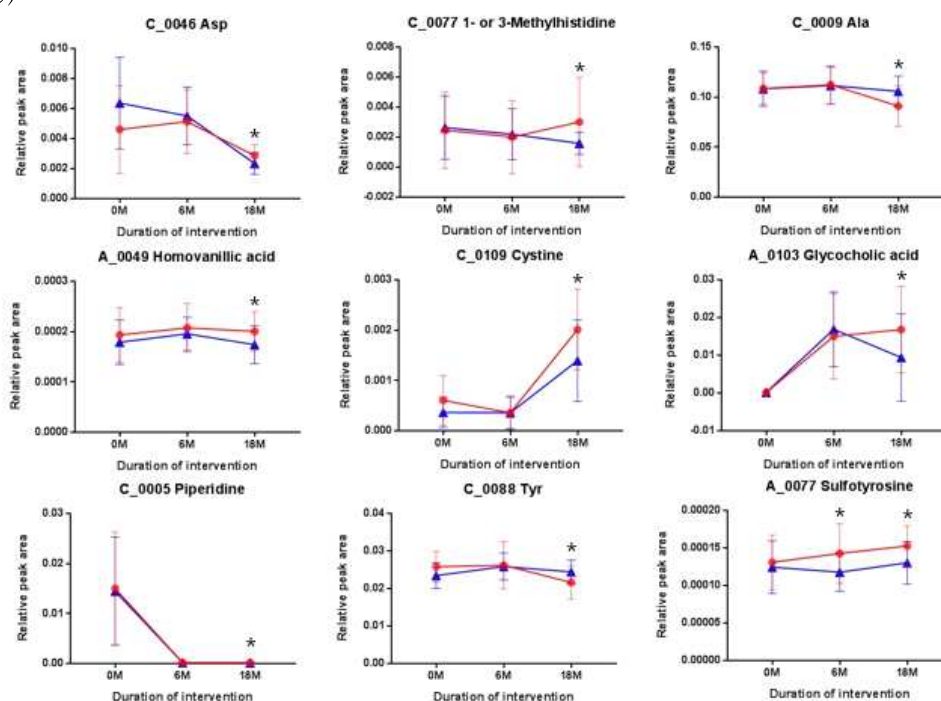 C_0046 Asp
Relative peak area
0.010
0.008
0.006
0.004
0.002
0.000
*
0M 6M 18M
Duration of intervention
C_0077 1- or 3-Methylhistidine
Relative peak area
0.008
0.006
0.004
0.002
0.000
-0.002
*
0M 6M 18M
Duration of intervention
C_0009 Ala
Relative peak area
0.15
0.10
0.05
0.00
*
0M 6M 18M
Duration of intervention
A_0049 Homovanillic acid
Relative peak area
0.0003
0.0002
0.0001
0.0000
*
0M 6M 18M
Duration of intervention
C_0109 Cystine
Relative peak area
0.003
0.002
0.001
0.000
*
0M 6M 18M
Duration of intervention
A_0103 Glycocholic acid
Relative peak area
0.03
0.02
0.01
0.00
-0.01
*
0M 6M 18M
Duration of intervention
C_0005 Piperidine
Relative peak area
0.03
0.02
0.01
0.00
*
0M 6M 18M
Duration of intervention
C_0088 Tyr
Relative peak area
0.04
0.03
0.02
0.01
0.00
*
0M 6M 18M
Duration of intervention
A_0077 Sulfotyrosine
Relative peak area
0.00020
0.00015
0.00010
0.00005
0.00000
* *
0M 6M 18M
Duration of intervention